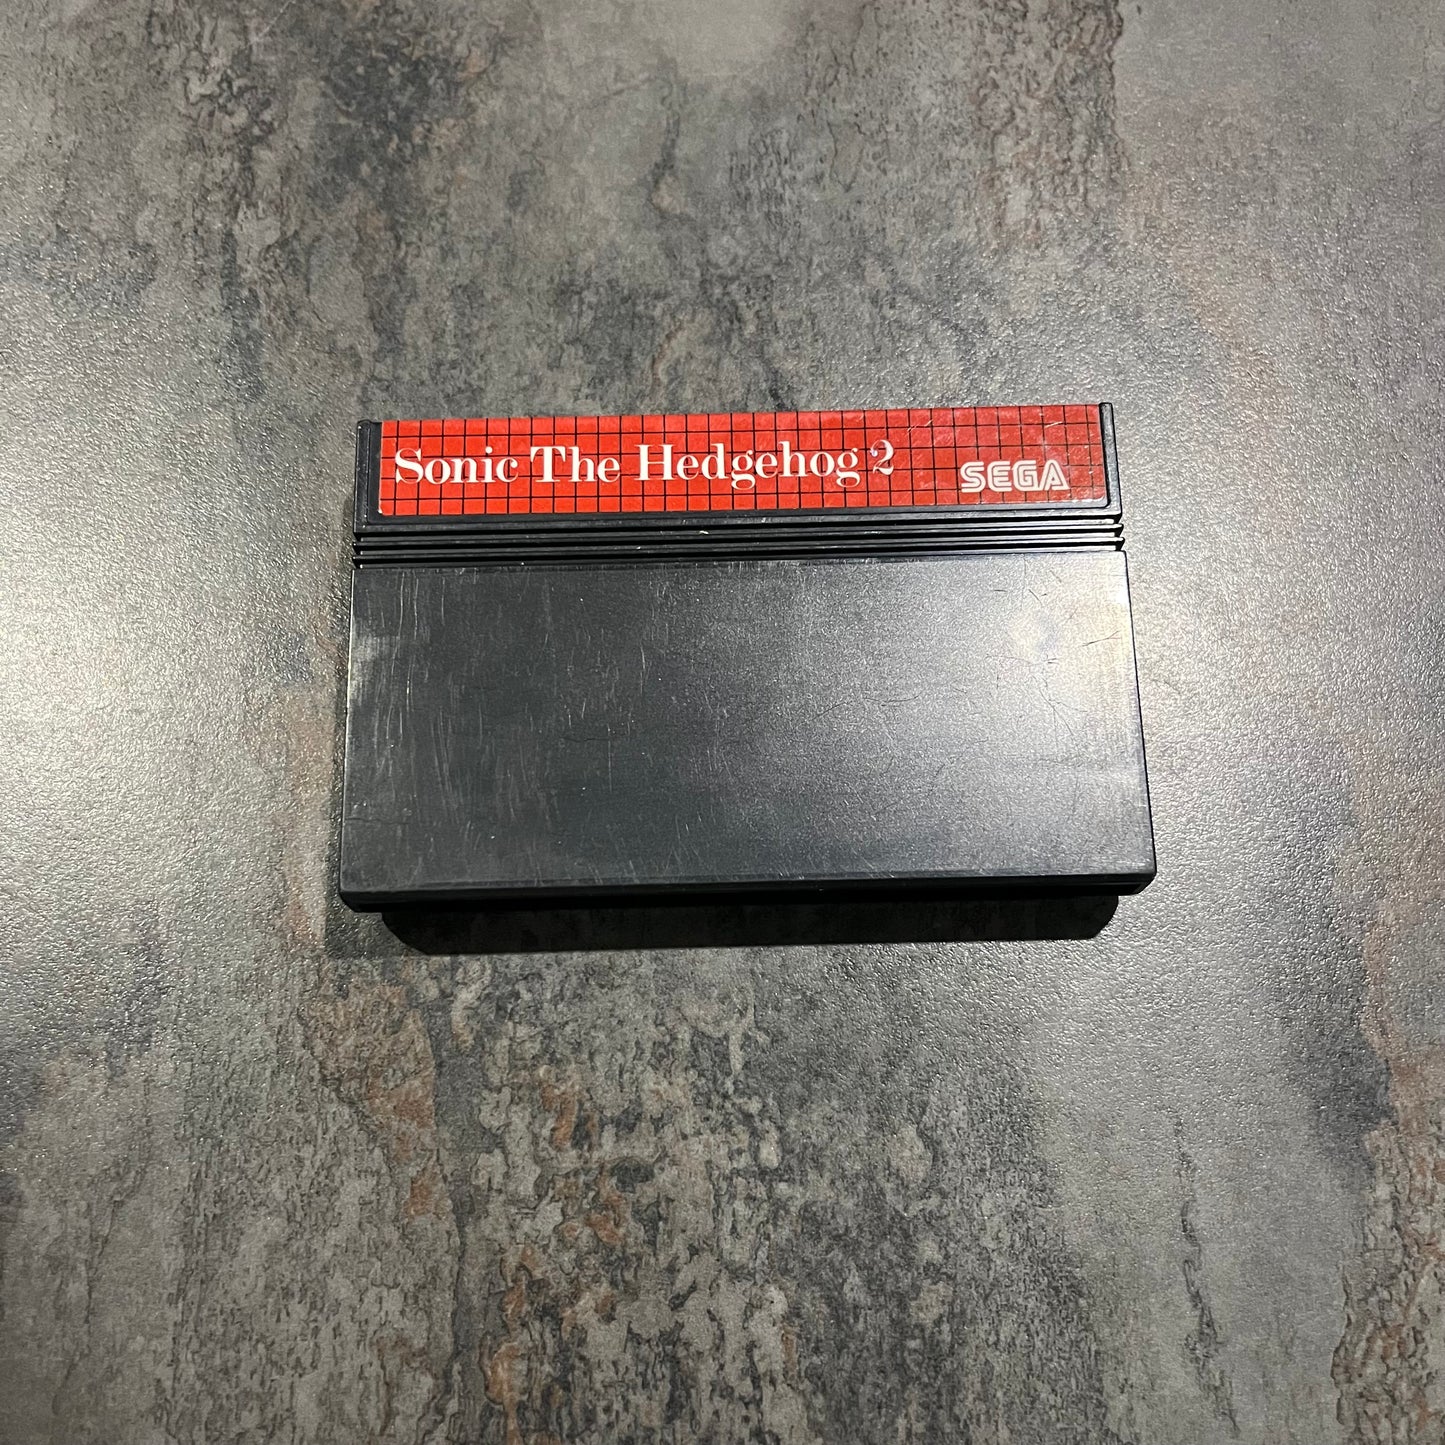 Sonic The Hedgehog 2
SEGA